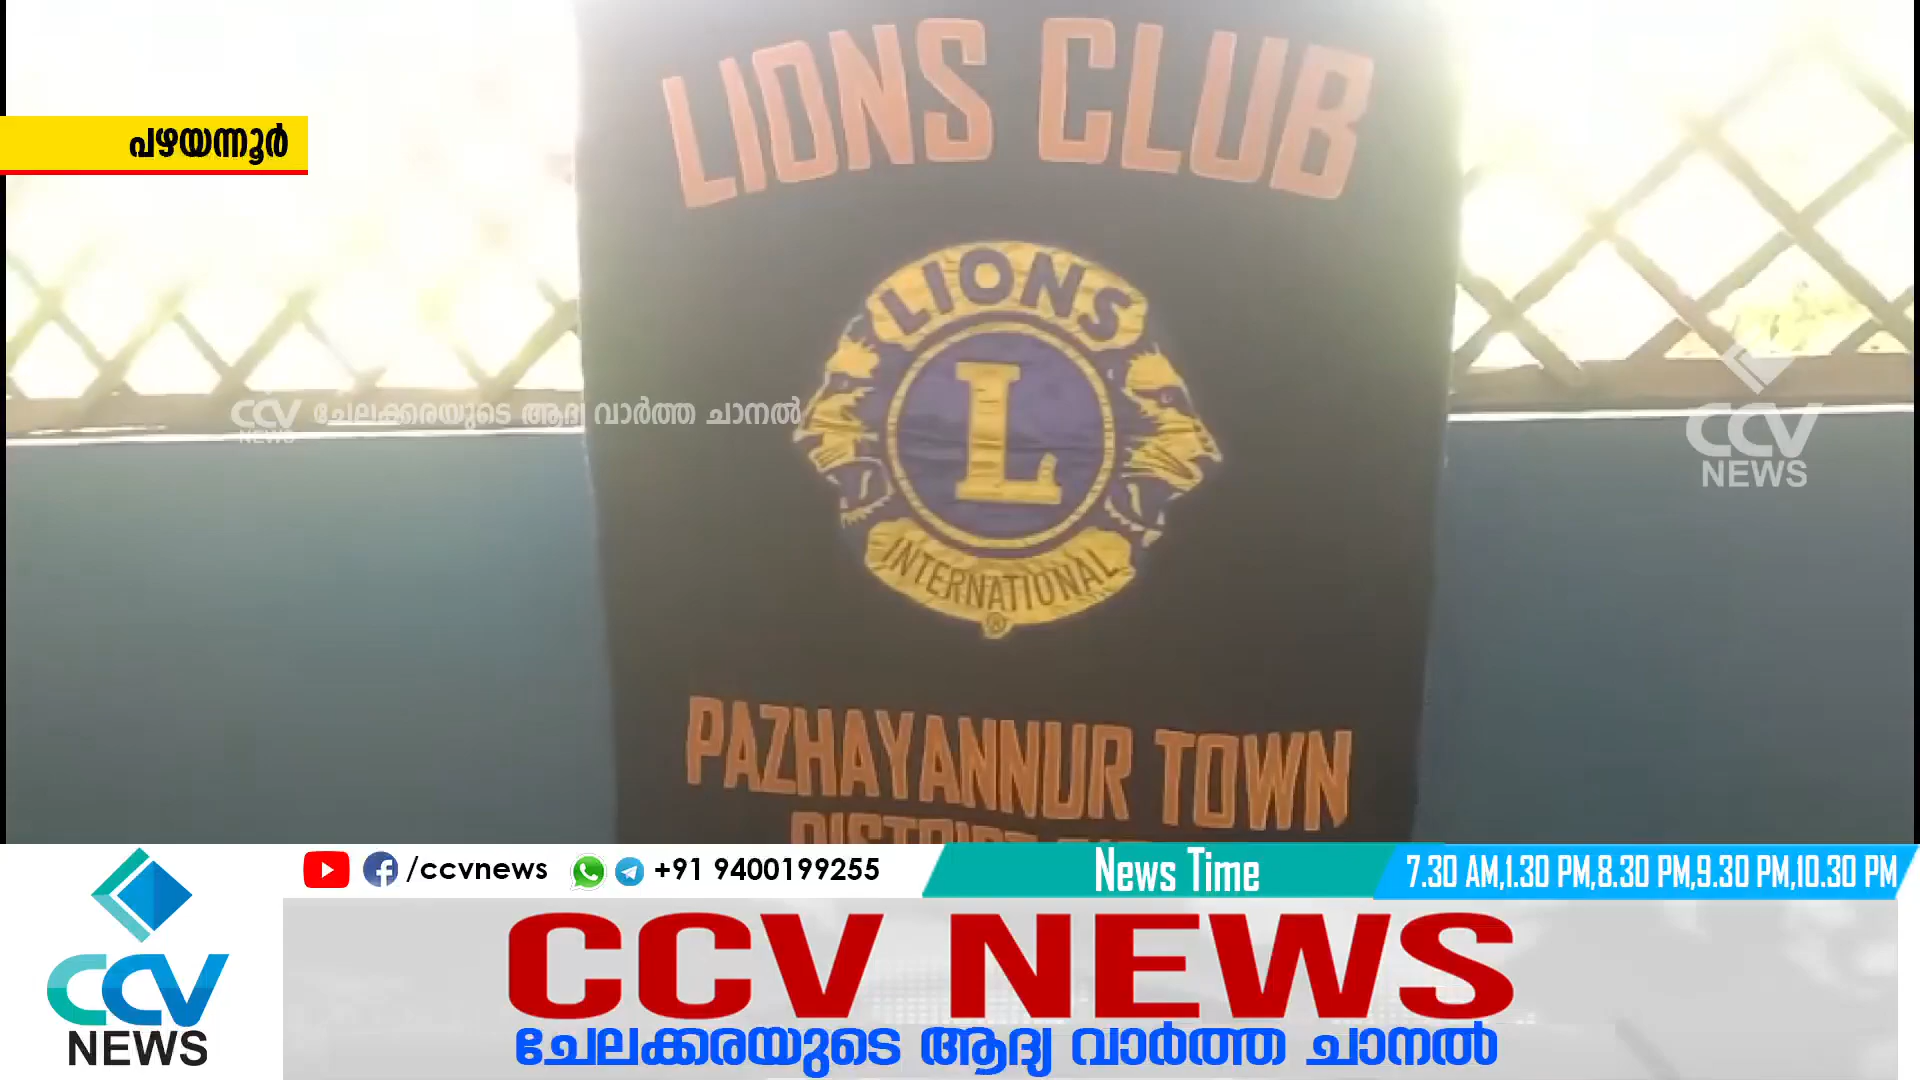 LIONS CLUB
പഴയന്നൂർ
LIONS
L
INTERNATIONAL
®
CCV NEWS ചേലക്കരയുടെ ആദ്യ വാർത്ത ചാനൽ
CCV
NEWS
PAZHAYANNUR TOWN
DISTRICT
/ccvnews +91 9400199255 News Time 7.30 AM,1.30 PM,8.30 PM,9.30 PM,10.30 PM
CCV
NEWS
CCV NEWS
ചേലക്കരയുടെ ആദ്യ വാർത്ത ചാനൽ